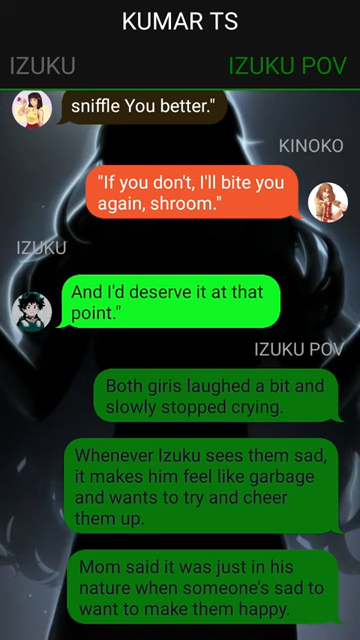 KUMAR TS
IZUKU
IZUKU POV
sniffle You better."
KINOKO
"If you don't, I'll bite you
again, shroom."
IZUKU
And I'd deserve it at that
point."
IZUKU POV
Both giris laughed a bit and
slowly stopped crying.
Whenever Izuku sees them sad,
it makes him feel like garbage
and wants to try and cheer
them up.
Mom said it was just in his
nature when someone's sad to
want to make them happy.